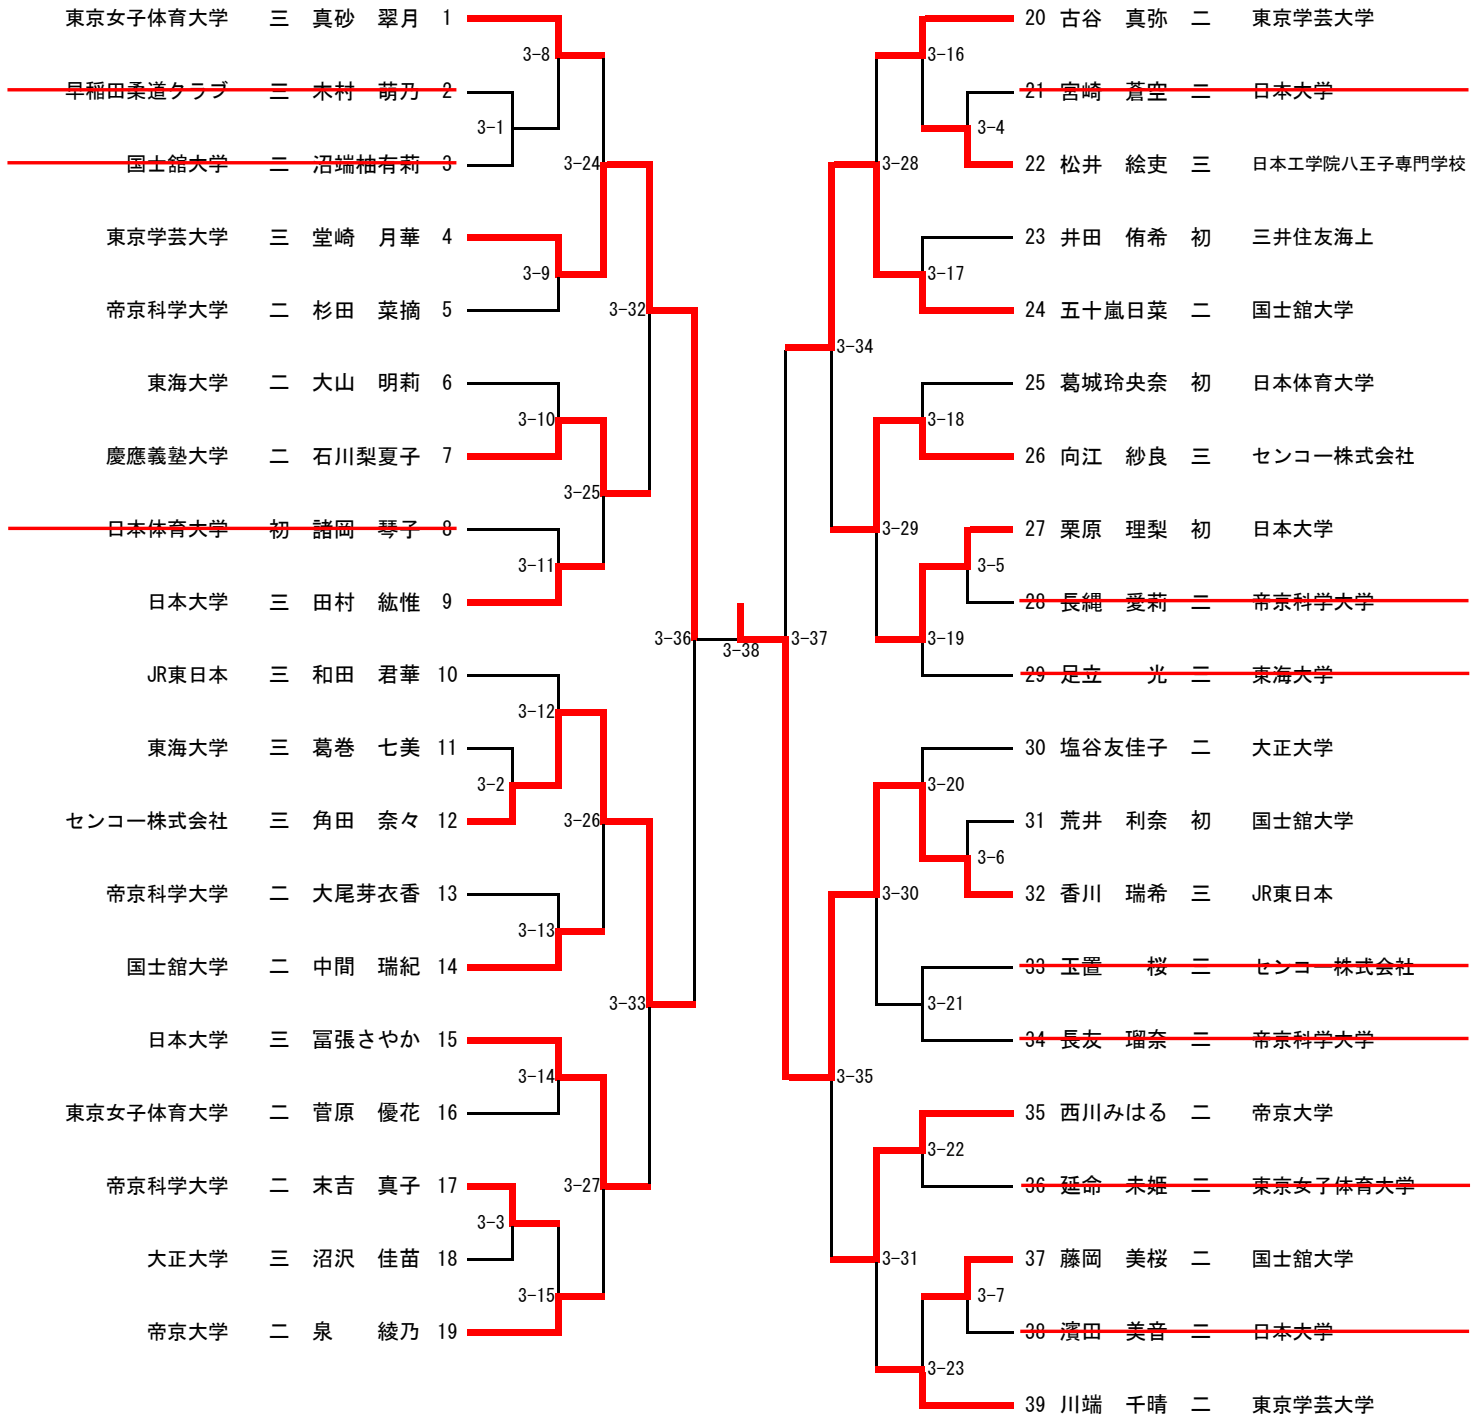 東京女子体育大学 三 真砂 翠月 1
3-8
早稲田柔道クラブ 三 木村 萌乃 2
3-1
国士舘大学 二 沼端柚有莉 3
3-24
東京学芸大学 三 堂崎 月華 4
3-9
帝京科学大学 二 杉田 菜摘 5
3-32
東海大学 二 大山 明莉 6
3-10
慶應義塾大学 二 石川梨夏子 7
3-25
日本体育大学 初 諸岡 琴子 8
3-11
日本大学 三 田村 紘惟 9
3-36
JR東日本 三 和田 君華 10
3-12
東海大学 三 葛巻 七美 11
3-2
センコー株式会社 三 角田 奈々 12
3-26
帝京科学大学 二 大尾芽衣香 13
3-13
国士舘大学 二 中間 瑞紀 14
3-33
日本大学 三 冨張さやか 15
3-14
東京女子体育大学 二 菅原 優花 16
帝京科学大学 二 末吉 真子 17
3-27
3-3
大正大学 三 沼沢 佳苗 18
3-15
帝京大学 二 泉 綾乃 19
3-38
20 古谷 真弥 二 東京学芸大学
3-16
21 宮崎 蒼空 二 日本大学
3-4
22 松井 絵吏 三 日本工学院八王子専門学校
3-28
23 井田 侑希 初 三井住友海上
3-17
24 五十嵐日菜 二 国士舘大学
3-34
25 葛城玲央奈 初 日本体育大学
3-18
26 向江 紗良 三 センコー株式会社
27 栗原 理梨 初 日本大学
3-29
3-5
28 長縄 愛莉 二 帝京科学大学
3-37
3-19
29 足立 光 三 東海大学
30 塩谷友佳子 二 大正大学
3-20
31 荒井 利奈 初 国士舘大学
3-6
32 香川 瑞希 三 JR東日本
3-30
33 玉置 桜 三 センコー株式会社
3-21
34 長友 瑠奈 二 帝京科学大学
3-35
35 西川みはる 二 帝京大学
3-22
36 延命 未姫 二 東京女子体育大学
37 藤岡 美桜 二 国士舘大学
3-31
3-7
38 濱田 美音 二 日本大学
3-23
39 川端 千晴 二 東京学芸大学